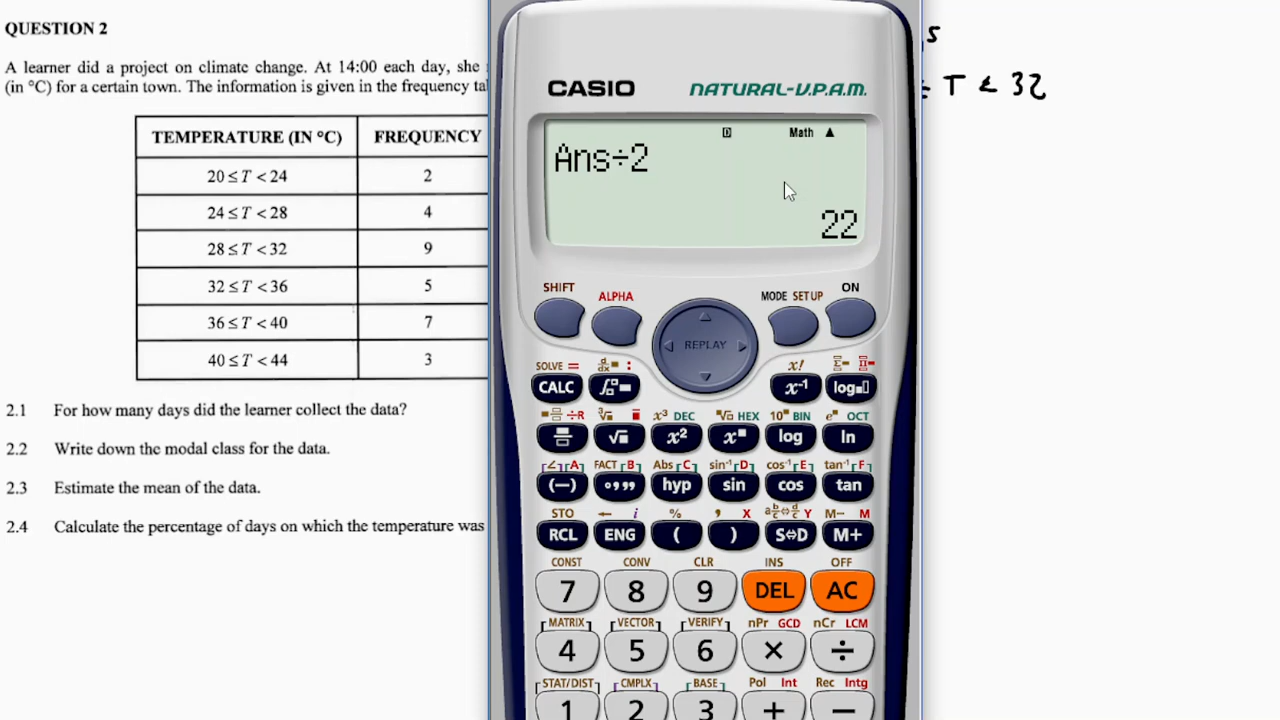 QUESTION 2
A learner did a project on climate change. At 14:00 each day, she
(in °C) for a certain town. The information is given in the frequency
TEMPERATURE (IN °C) FREQUENCY
20 ≤ T < 24 2
24 ≤ T < 28 4
28 ≤ T < 32 9
32 ≤ T < 36 5
36 ≤ T < 40 7
40 ≤ T < 44 3
2.1 For how many days did the learner collect the data?
2.2 Write down the modal class for the data.
2.3 Estimate the mean of the data.
2.4 Calculate the percentage of days on which the temperature was
T < 32
CASIO NATURAL-V.P.A.M.
D Math ▲
Ans÷2
22
SHIFT ALPHA MODE SETUP ON
REPLAY
SOLVE = d/dx = : x! Σ= Π=
CALC ∫= x⁻¹ log
÷R ³√ x³ DEC √ HEX 10 BIN e OCT
√ x² x log ln
∠ A FACT B Abs C sin⁻¹ D cos⁻¹ E tan⁻¹ F
(−) °,,, hyp sin cos tan
STO ← i % , X a b/c⇔d/c Y M− M
RCL ENG ( ) S⇔D M+
CONST CONV CLR INS OFF
7 8 9 DEL AC
MATRIX VECTOR VERIFY nPr GCD nCr LCM
4 5 6 × ÷
STAT/DIST CMPLX BASE Pol Int Rec Intg
1 2 3 + −